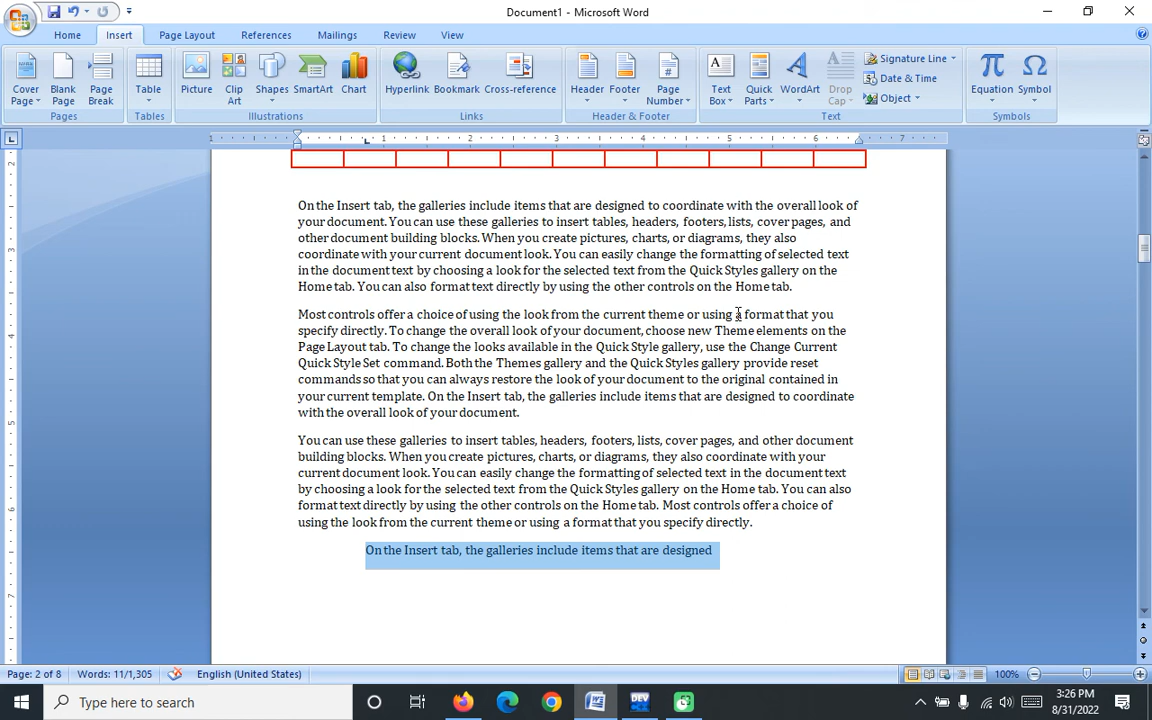 Document1 - Microsoft Word
Home Insert Page Layout References Mailings Review View
Cover Page Blank Page Page Break Table Picture Clip Art Shapes SmartArt Chart Hyperlink Bookmark Cross-reference Header Footer Page Number Text Box Quick Parts WordArt Drop Cap Signature Line Date & Time Object Equation Symbol
Pages Tables Illustrations Links Header & Footer Text Symbols
1 1 2 3 4 5 6 7
2
3
4
5
6
7
On the Insert tab, the galleries include items that are designed to coordinate with the overall look of
your document. You can use these galleries to insert tables, headers, footers, lists, cover pages, and
other document building blocks. When you create pictures, charts, or diagrams, they also
coordinate with your current document look. You can easily change the formatting of selected text
in the document text by choosing a look for the selected text from the Quick Styles gallery on the
Home tab. You can also format text directly by using the other controls on the Home tab.
Most controls offer a choice of using the look from the current theme or using a format that you
specify directly. To change the overall look of your document, choose new Theme elements on the
Page Layout tab. To change the looks available in the Quick Style gallery, use the Change Current
Quick Style Set command. Both the Themes gallery and the Quick Styles gallery provide reset
commands so that you can always restore the look of your document to the original contained in
your current template. On the Insert tab, the galleries include items that are designed to coordinate
with the overall look of your document.
You can use these galleries to insert tables, headers, footers, lists, cover pages, and other document
building blocks. When you create pictures, charts, or diagrams, they also coordinate with your
current document look. You can easily change the formatting of selected text in the document text
by choosing a look for the selected text from the Quick Styles gallery on the Home tab. You can also
format text directly by using the other controls on the Home tab. Most controls offer a choice of
using the look from the current theme or using a format that you specify directly.
On the Insert tab, the galleries include items that are designed
Page: 2 of 8 Words: 11/1,305 English (United States) 100%
Type here to search DEV 3:26 PM
8/31/2022